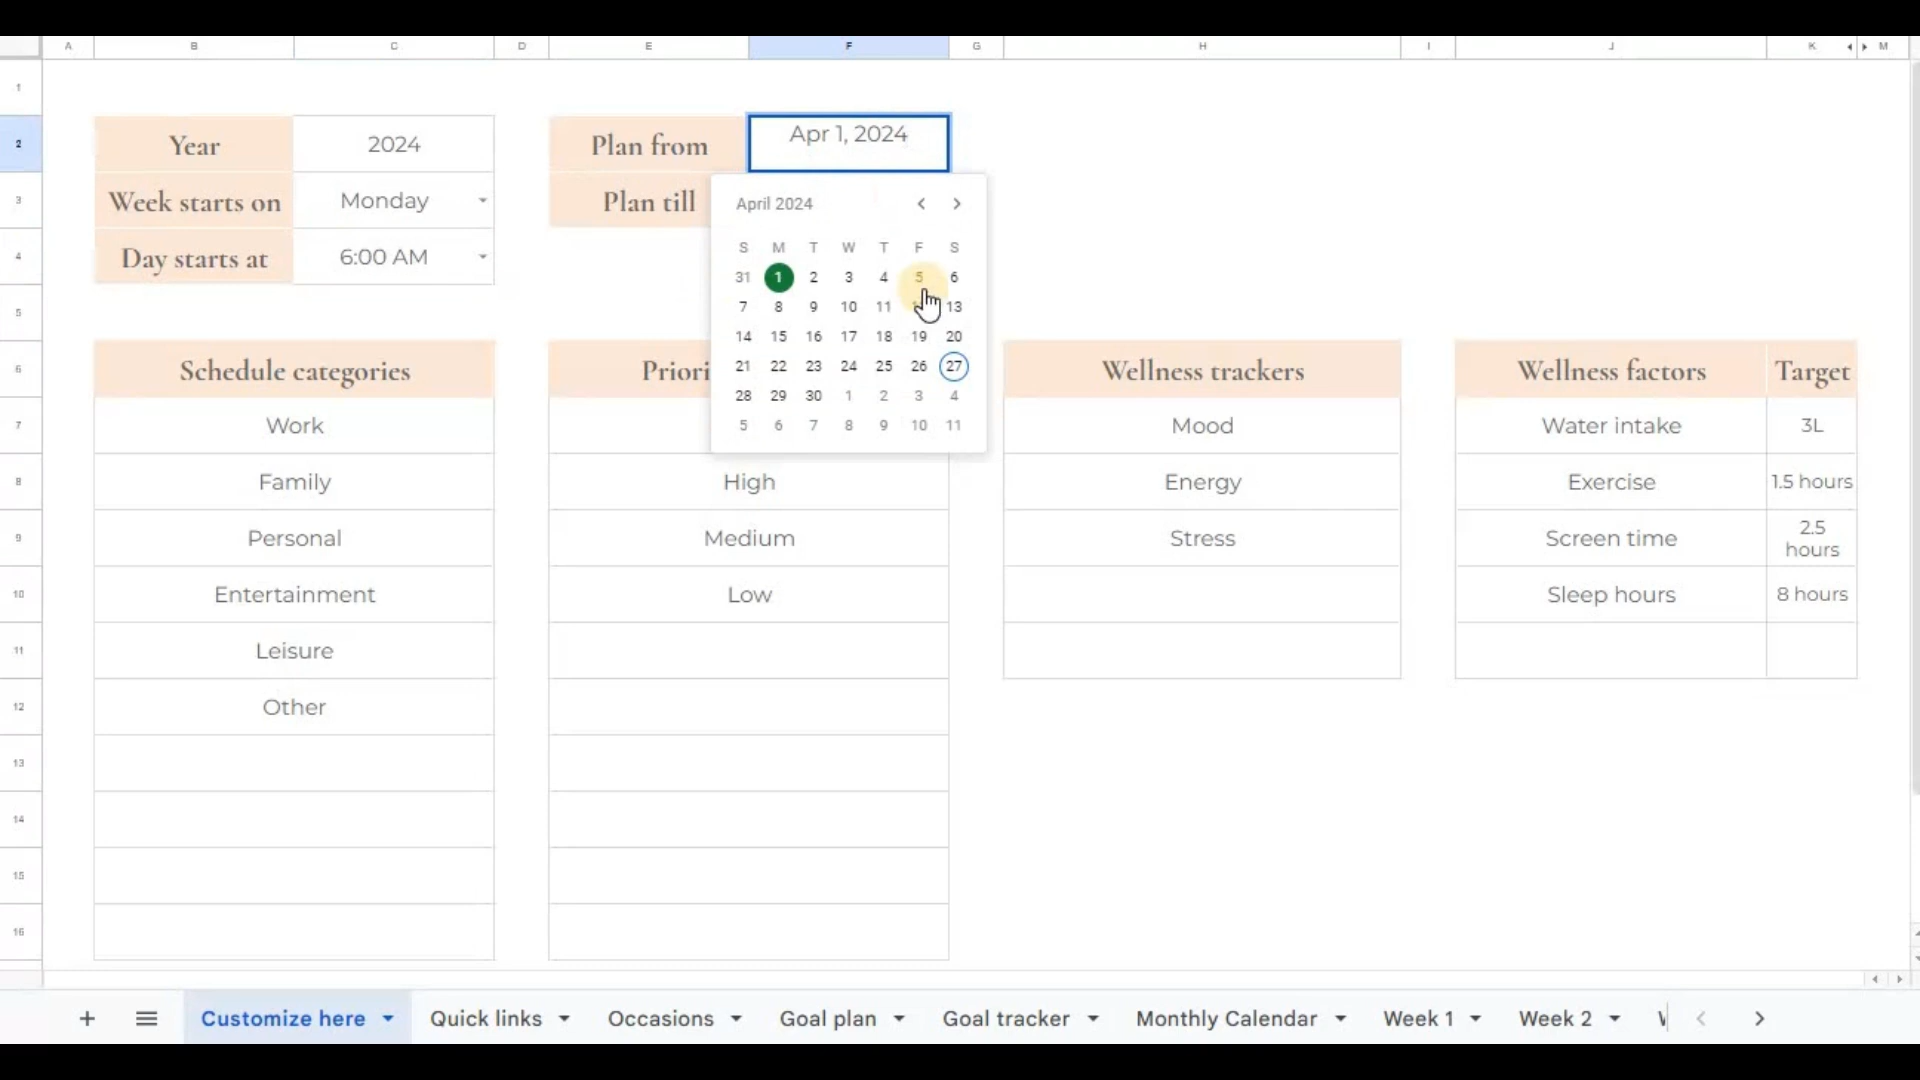 A B C D E F G H I J K M
1
2 Year 2024 Plan from Apr 1, 2024
3 Week starts on Monday Plan till
4 Day starts at 6:00 AM
April 2024
S M T W T F S
31 1 2 3 4 5 6
7 8 9 10 11 13
14 15 16 17 18 19 20
21 22 23 24 25 26 27
28 29 30 1 2 3 4
5 6 7 8 9 10 11
5
6 Schedule categories Priori Wellness trackers Wellness factors Target
7 Work Mood Water intake 3L
8 Family High Energy Exercise 1.5 hours
9 Personal Medium Stress Screen time 2.5 hours
10 Entertainment Low Sleep hours 8 hours
11 Leisure
12 Other
13
14
15
16
+ Customize here Quick links Occasions Goal plan Goal tracker Monthly Calendar Week 1 Week 2